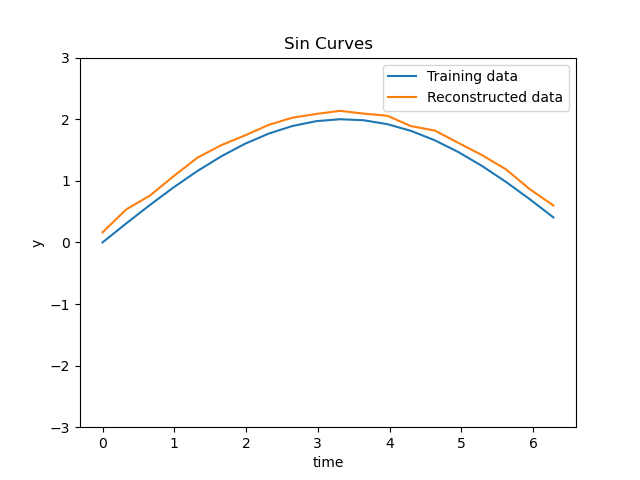 Sin Curves
Training data
Reconstructed data
3
2
1
0
−1
−2
−3
y
0 1 2 3 4 5 6
time